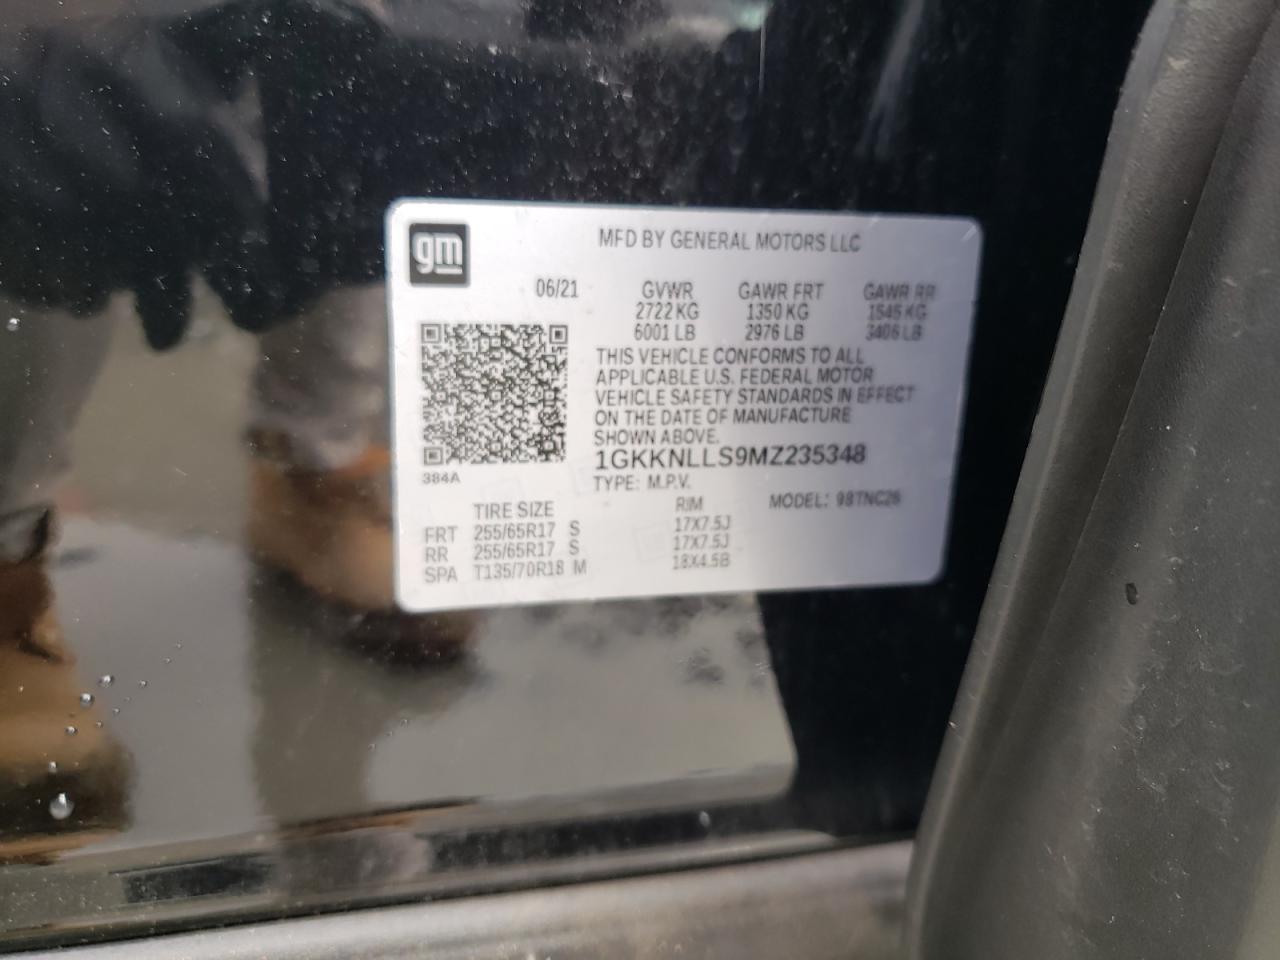 gm
MFD BY GENERAL MOTORS LLC
06/21 GVWR GAWR FRT GAWR RR
2722 KG 1350 KG 1545 KG
6001 LB 2976 LB 3406 LB
THIS VEHICLE CONFORMS TO ALL
APPLICABLE U.S. FEDERAL MOTOR
VEHICLE SAFETY STANDARDS IN EFFECT
ON THE DATE OF MANUFACTURE
SHOWN ABOVE.
1GKKNLLS9MZ235348
384A
TYPE: M.P.V. MODEL: 98TNC26
TIRE SIZE RIM
FRT 255/65R17 S 17X7.5J
RR 255/65R17 S 17X7.5J
SPA T135/70R18 M 18X4.5B